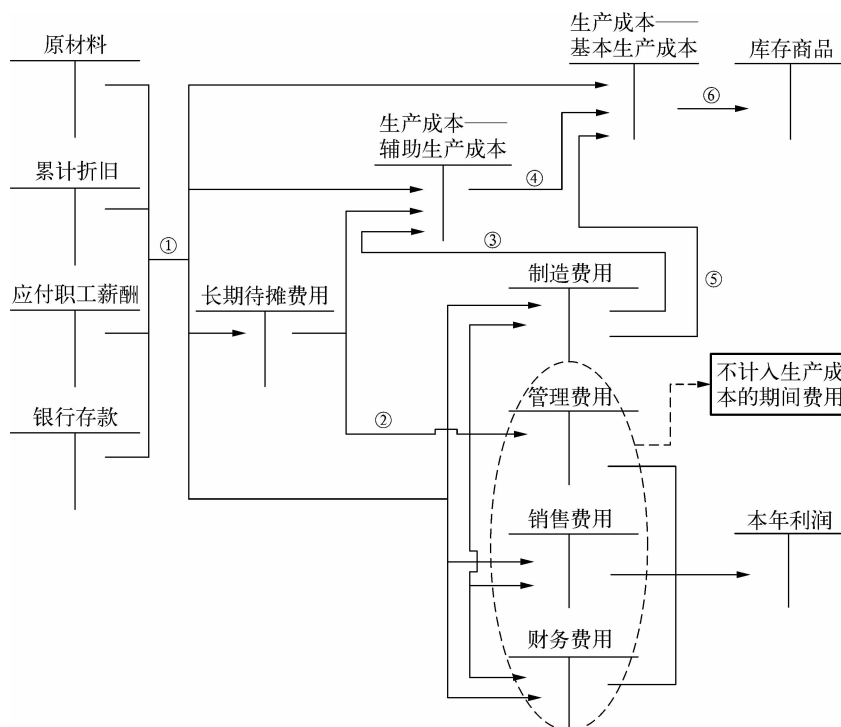 原材料
生产成本——
基本生产成本
库存商品
⑥
生产成本——
辅助生产成本
④
累计折旧
①
③
制造费用
⑤
应付职工薪酬
长期待摊费用
不计入生产成
本的期间费用
管理费用
②
银行存款
销售费用
本年利润
财务费用